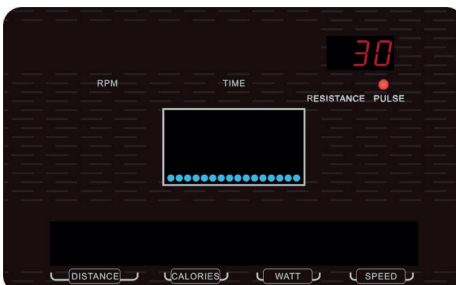 30
RPM TIME
RESISTANCE PULSE
DISTANCE CALORIES WATT SPEED